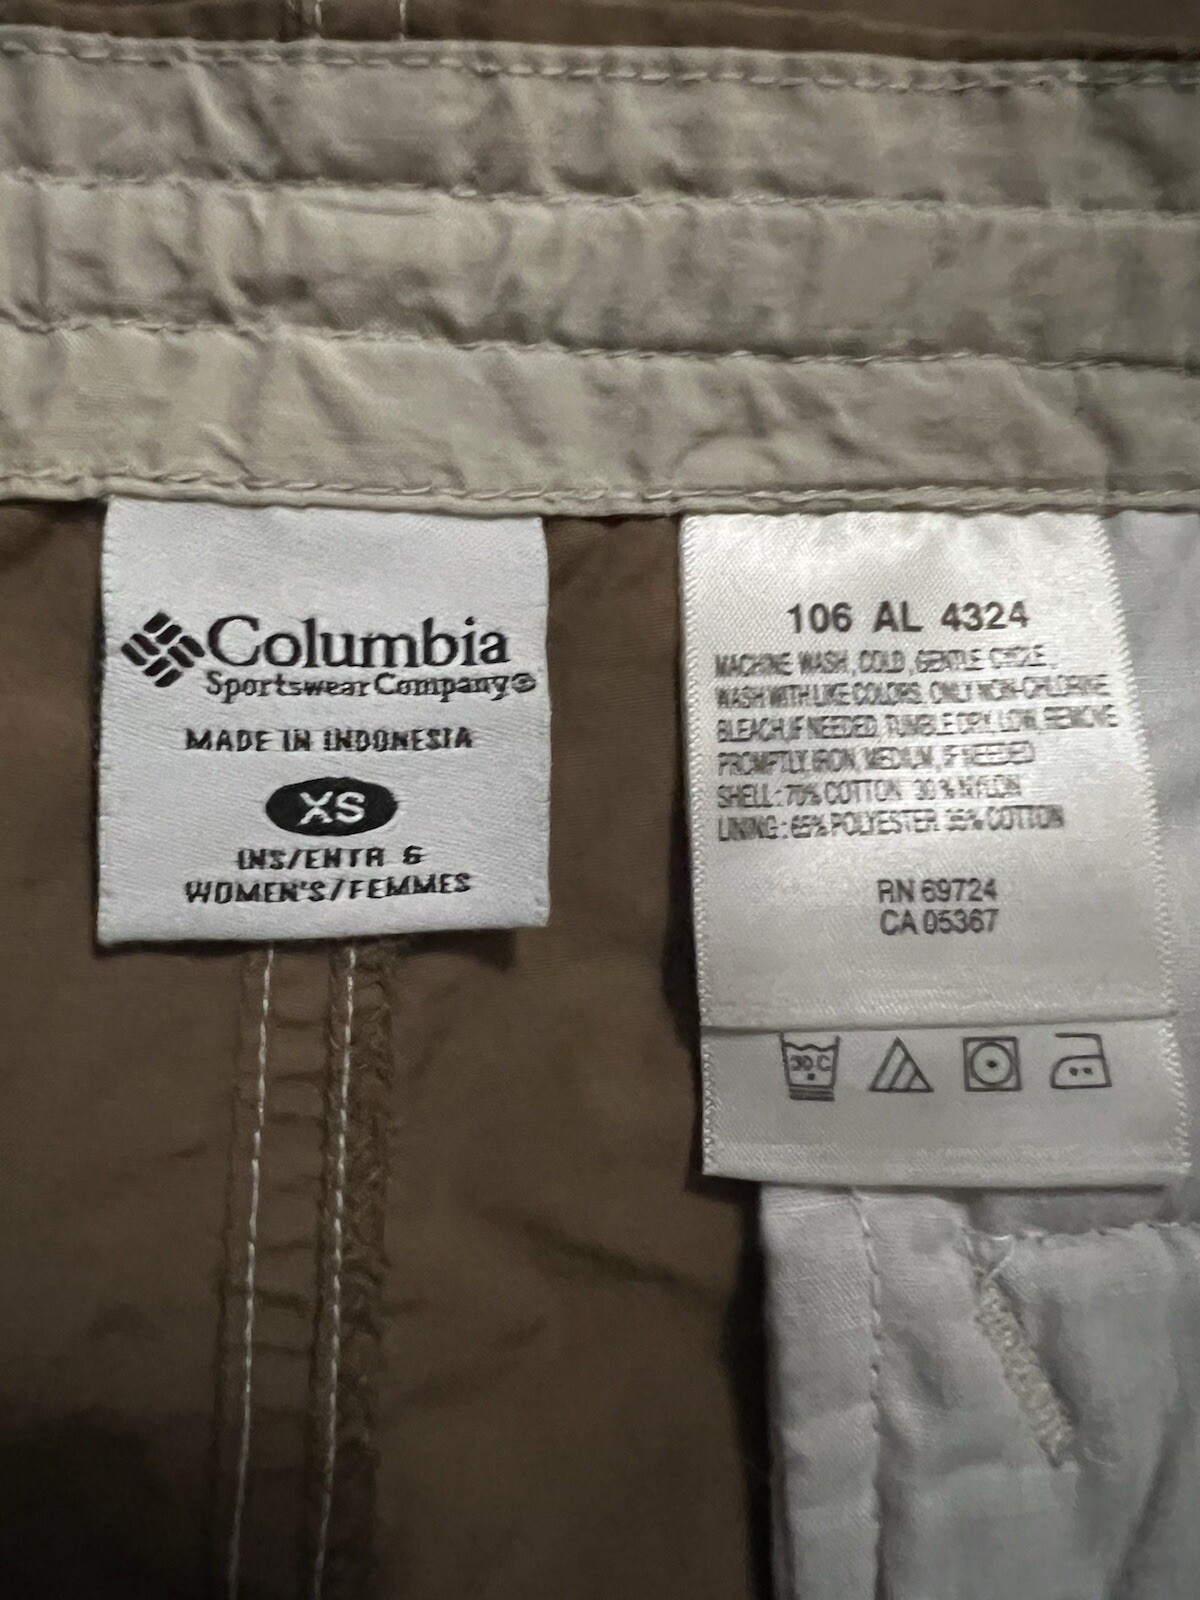 Columbia
Sportswear Company®
MADE IN INDONESIA
XS
INS/ENTR 6
WOMEN'S/FEMMES
106 AL 4324
MACHINE WASH, COLD, GENTLE CYCLE,
WASH WITH LIKE COLORS, ONLY NON-CHLORINE
BLEACH, IF NEEDED, TUMBLE DRY, LOW, REMOVE
PROMPTLY. IRON, MEDIUM, IF NEEDED
SHELL : 70% COTTON 30 % NYLON
LINING : 65% POLYESTER 35% COTTON
RN 69724
CA 05367
30.C